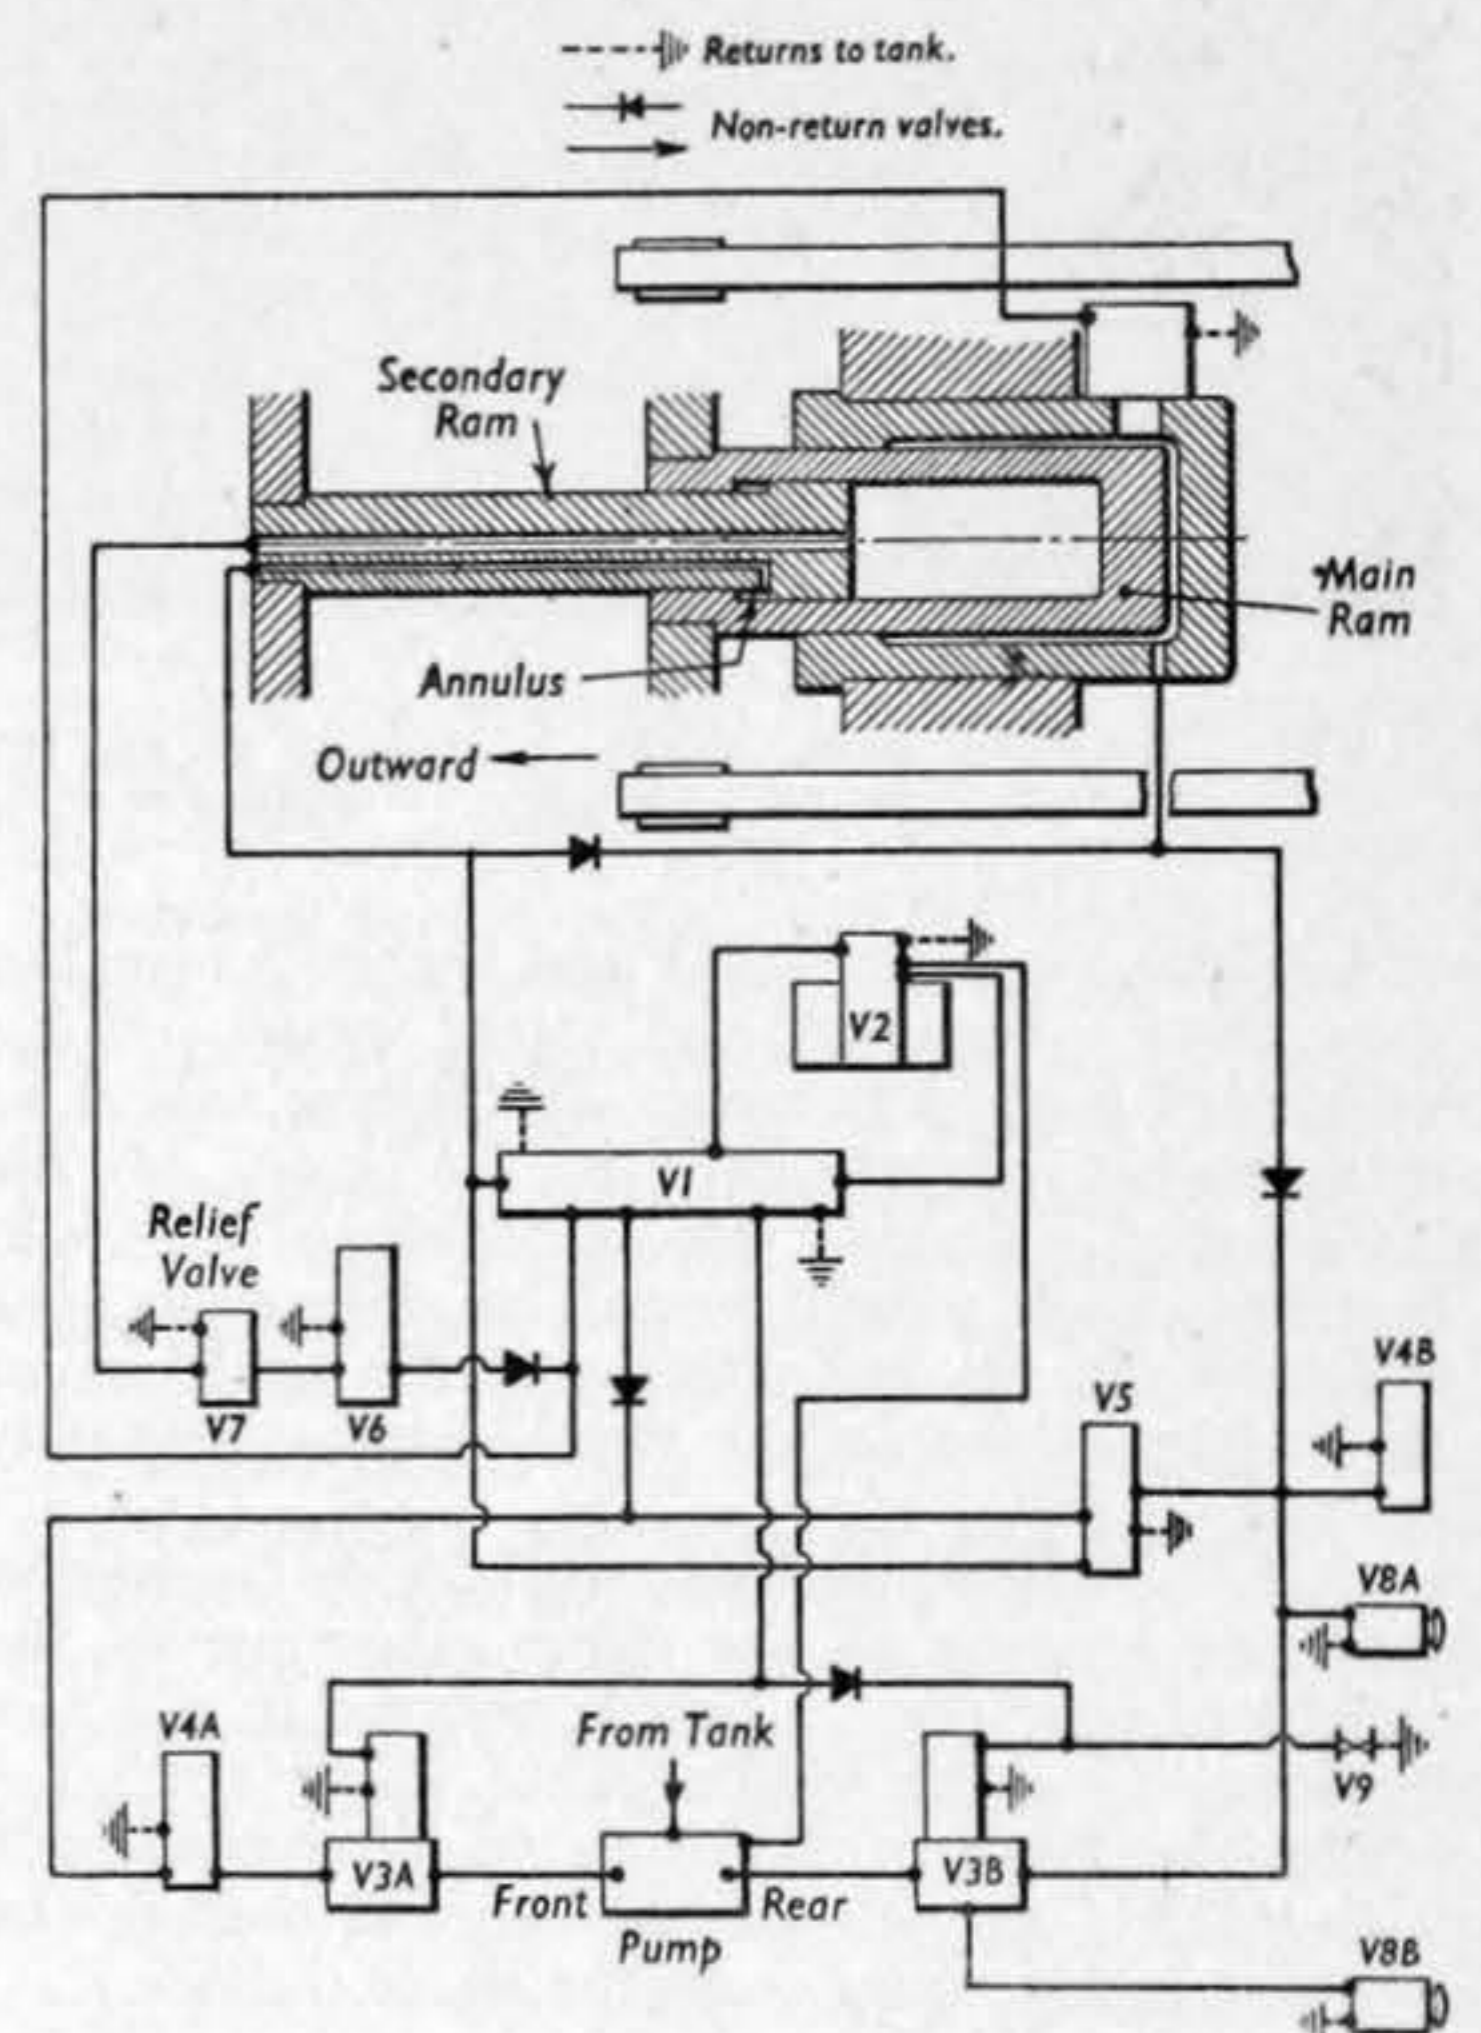 Returns to tank.
Non-return valves.
Secondary
Ram
Main
Ram
Annulus
Outward
V2
V1
Relief
Valve
V7
V6
V5
V4B
V8A
V4A
From Tank
V9
V3A
V3B
Front
Rear
Pump
V8B